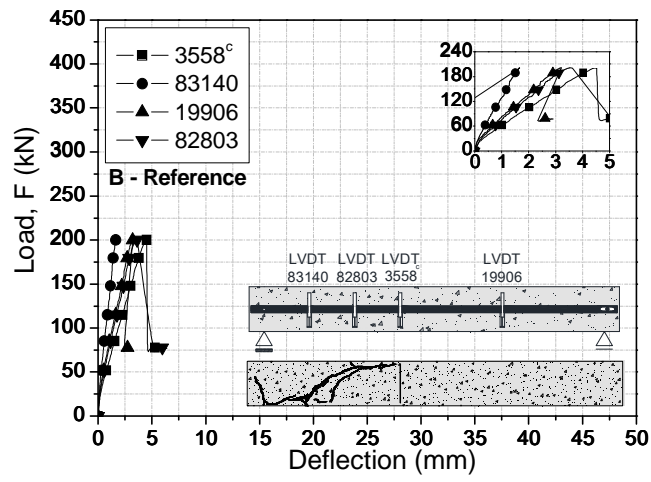 450
400
350
300
250
200
150
100
50
0
Load, F (kN)
3558c
83140
19906
82803
B - Reference
240
180
120
60
0
0 1 2 3 4 5
LVDT LVDT LVDT LVDT
83140 82803 3558c 19906
0 5 10 15 20 25 30 35 40 45 50
Deflection (mm)